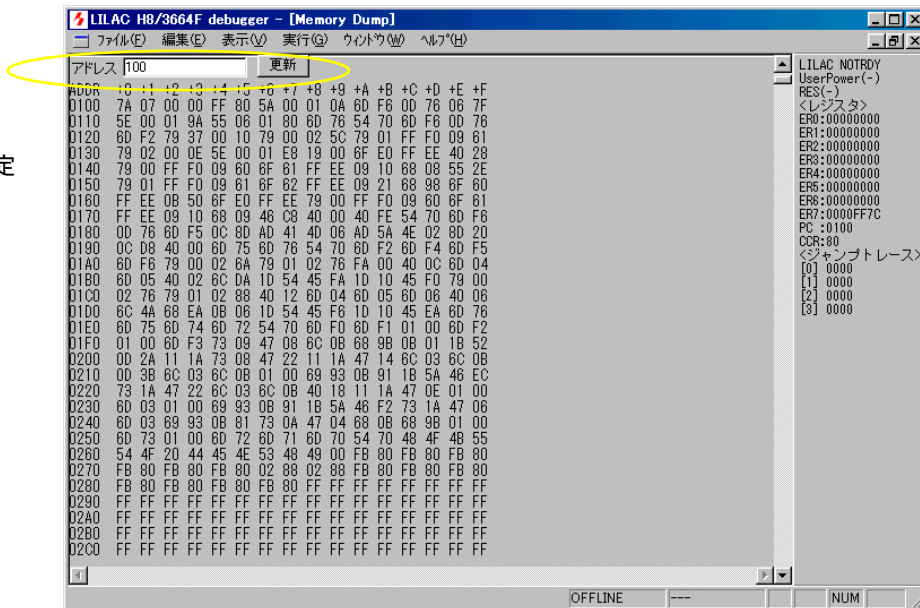 LILAC H8/3664F debugger - [Memory Dump]
ファイル(F) 編集(E) 表示(V) 実行(G) ウィンドウ(W) ヘルプ(H)
アドレス 100 更新
ADDR +0 +1 +2 +3 +4 +5 +6 +7 +8 +9 +A +B +C +D +E +F
0100 7A 07 00 00 FF 80 5A 00 01 0A 6D F6 0D 76 06 7F
0110 5E 00 01 9A 55 06 01 80 6D 76 54 70 6D F6 0D 76
0120 6D F2 79 37 00 10 79 00 02 5C 79 01 FF F0 09 61
0130 79 02 00 0E 5E 00 01 E8 19 00 6F E0 FF EE 40 28
0140 79 00 FF F0 09 60 6F 61 FF EE 09 10 68 08 55 2E
0150 79 01 FF F0 09 61 6F 62 FF EE 09 21 68 98 6F 60
0160 FF EE 0B 50 6F E0 FF EE 79 00 FF F0 09 60 6F 61
0170 FF EE 09 10 68 09 46 C8 40 00 40 FE 54 70 6D F6
0180 0D 76 6D F5 0C 8D AD 41 4D 06 AD 5A 4E 02 8D 20
0190 0C D8 40 00 6D 75 6D 76 54 70 6D F2 6D F4 6D F5
01A0 6D F6 79 00 02 6A 79 01 02 76 FA 00 40 0C 6D 04
01B0 6D 05 40 02 6C DA 1D 54 45 FA 1D 10 45 F0 79 00
01C0 02 76 79 01 02 88 40 12 6D 04 6D 05 6D 06 40 06
01D0 6C 4A 68 EA 0B 06 1D 54 45 F6 1D 10 45 EA 6D 76
01E0 6D 75 6D 74 6D 72 54 70 6D F0 6D F1 01 00 6D F2
01F0 01 00 6D F3 73 09 47 08 6C 0B 68 9B 0B 01 1B 52
0200 0D 2A 11 1A 73 08 47 22 11 1A 47 14 6C 03 6C 0B
0210 0D 3B 6C 03 6C 0B 01 00 69 93 0B 91 1B 5A 46 EC
0220 73 1A 47 22 6C 03 6C 0B 40 18 11 1A 47 0E 01 00
0230 6D 03 01 00 69 93 0B 91 1B 5A 46 F2 73 1A 47 06
0240 6D 03 69 93 0B 81 73 0A 47 04 68 0B 68 9B 01 00
0250 6D 73 01 00 6D 72 6D 71 6D 70 54 70 48 4F 4B 55
0260 54 4F 20 44 45 4E 53 48 49 00 FB 80 FB 80 FB 80
0270 FB 80 FB 80 FB 80 02 88 02 88 FB 80 FB 80 FB 80
0280 FB 80 FB 80 FB 80 FB 80 FF FF FF FF FF FF FF FF
0290 FF FF FF FF FF FF FF FF FF FF FF FF FF FF FF FF
02A0 FF FF FF FF FF FF FF FF FF FF FF FF FF FF FF FF
02B0 FF FF FF FF FF FF FF FF FF FF FF FF FF FF FF FF
02C0 FF FF FF FF FF FF FF FF FF FF FF FF FF FF FF FF
定
LILAC NOTRDY
UserPower(-)
RES(-)
<レジスタ>
ER0:00000000
ER1:00000000
ER2:00000000
ER3:00000000
ER4:00000000
ER5:00000000
ER6:00000000
ER7:0000FF7C
PC :0100
CCR:80
<ジャンプトレース>
[0] 0000
[1] 0000
[2] 0000
[3] 0000
OFFLINE --- NUM